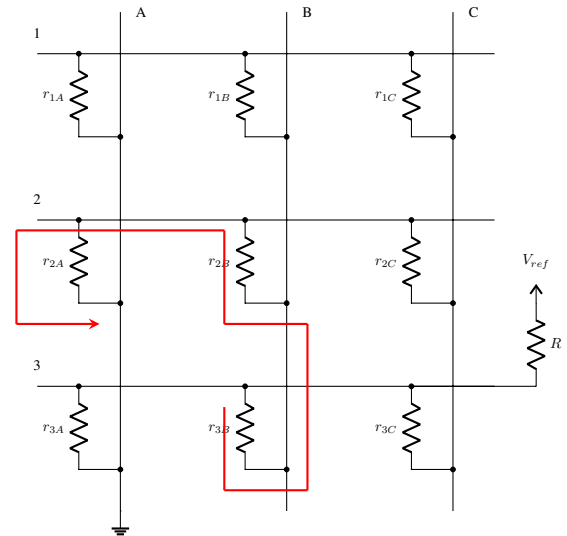 A B C
1
r1A r1B r1C
2
r2A r2B r2C
Vref
R
3
r3A r3B r3C